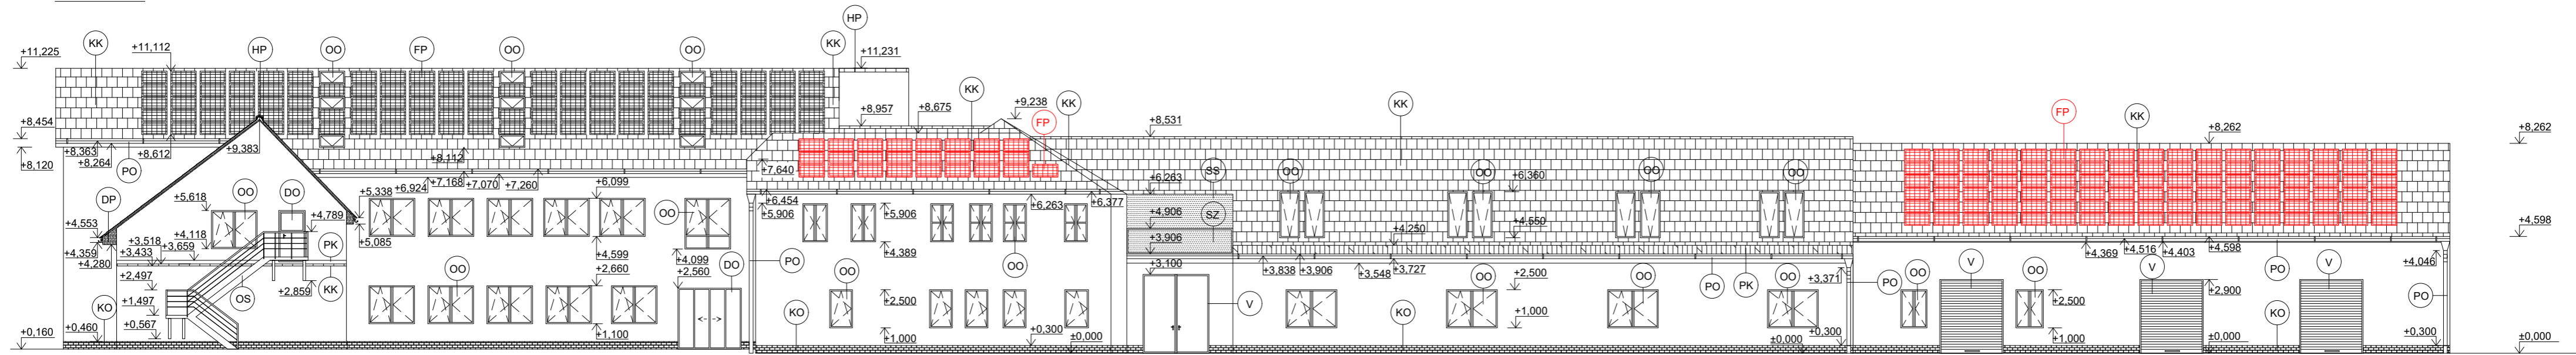 HP
KK
+11,112
HP
OO
FP
OO
OO
KK
+11,225
+11,231
KK
+8,957
+8,675
+9,238
FP
KK
KK
FP
KK
+8,454
+8,531
+8,262
+8,262
+8,363
+8,264
+8,120
PO
+8,612
+9,383
+8,112
+7,640
+6,924
+7,168
+7,070
+7,260
+6,099
+6,263
SS
OO
OO
OO
OO
+6,360
DP
+5,618
OO
DO
+5,338
+6,454
+5,906
+5,906
+6,263
+6,377
OO
SZ
+4,906
+4,553
+4,789
+4,359
+4,280
+3,518
+3,433
+4,118
+3,659
PK
+5,085
+4,599
+4,099
+4,389
+3,906
+4,250
+4,550
+4,369
+4,516
+4,403
+4,598
+4,598
+2,497
OO
+2,660
+2,560
DO
PO
OO
OO
+3,100
+3,838
+3,906
+3,548
+3,727
+2,500
OO
OO
PO
PK
OO
+3,371
PO
OO
V
OO
V
PO
V
+4,046
KO
+1,497
OS
+2,859
KK
+2,500
V
+2,500
+2,900
PO
+0,160
+0,460
+0,567
+1,100
KO
+1,000
+0,300
±0,000
KO
+1,000
±0,000
+0,300
+1,000
±0,000
KO
+0,300
±0,000